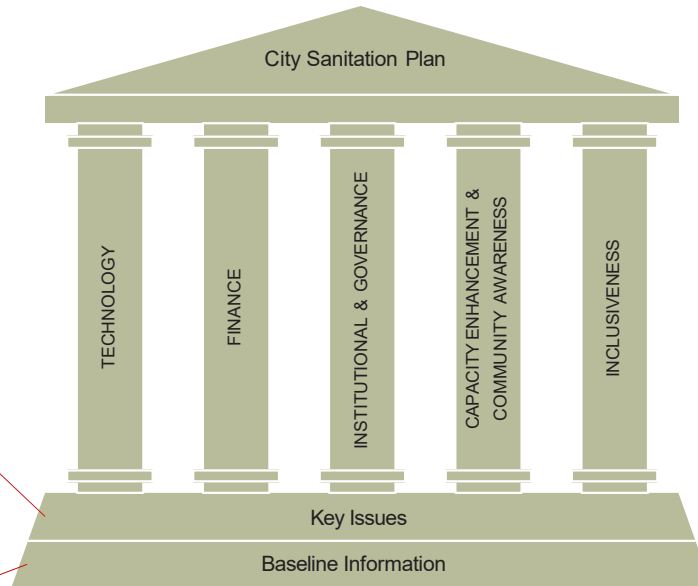 City Sanitation Plan
TECHNOLOGY
FINANCE
INSTITUTIONAL & GOVERNANCE
CAPACITY ENHANCEMENT &
COMMUNITY AWARENESS
INCLUSIVENESS
Key Issues
Baseline Information